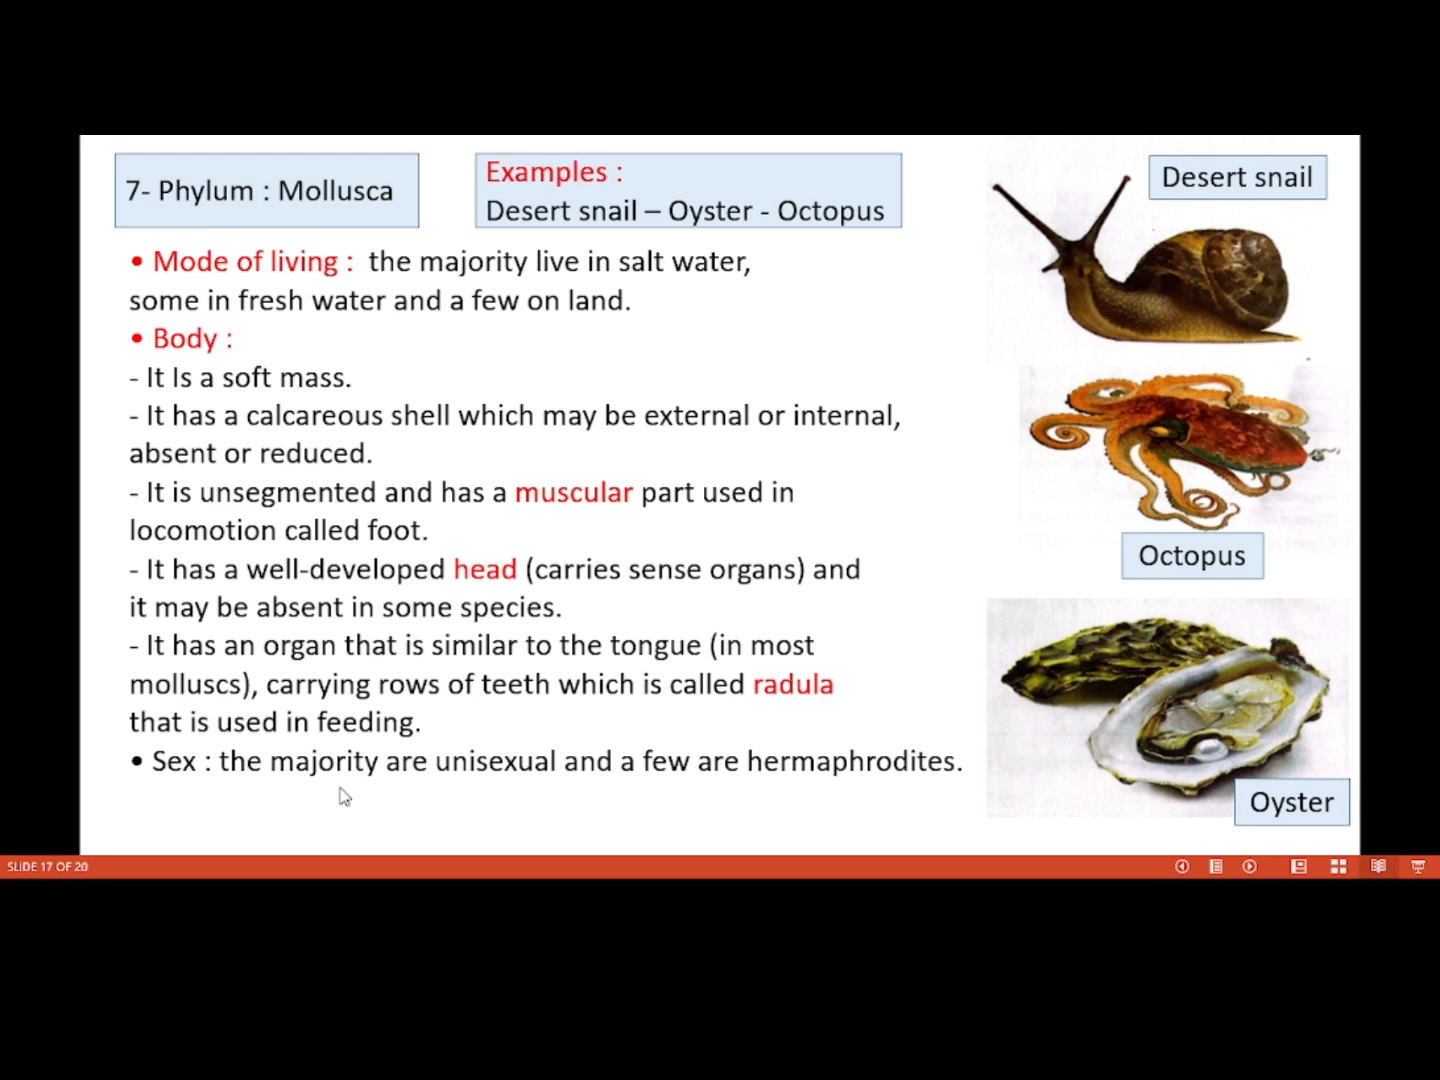 7- Phylum : Mollusca
Examples :
Desert snail – Oyster - Octopus
• Mode of living :  the majority live in salt water,
some in fresh water and a few on land.
• Body :
- It Is a soft mass.
- It has a calcareous shell which may be external or internal,
absent or reduced.
- It is unsegmented and has a muscular part used in
locomotion called foot.
- It has a well-developed head (carries sense organs) and
it may be absent in some species.
- It has an organ that is similar to the tongue (in most
molluscs), carrying rows of teeth which is called radula
that is used in feeding.
• Sex : the majority are unisexual and a few are hermaphrodites.
Desert snail
Octopus
Oyster
SLIDE 17 OF 20